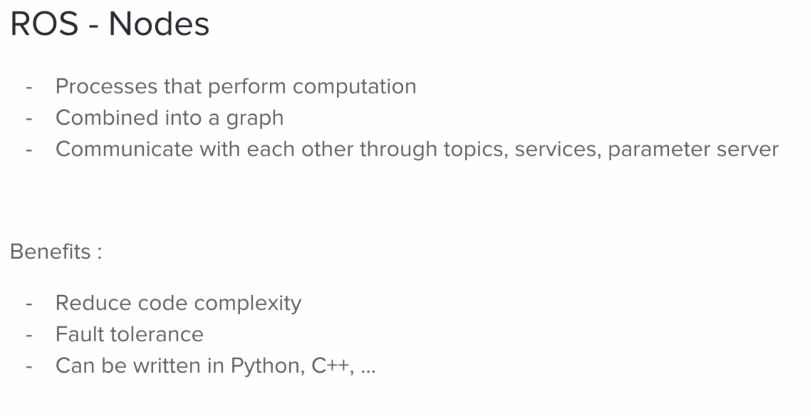 ROS - Nodes
- Processes that perform computation
- Combined into a graph
- Communicate with each other through topics, services, parameter server
Benefits :
- Reduce code complexity
- Fault tolerance
- Can be written in Python, C++, ...